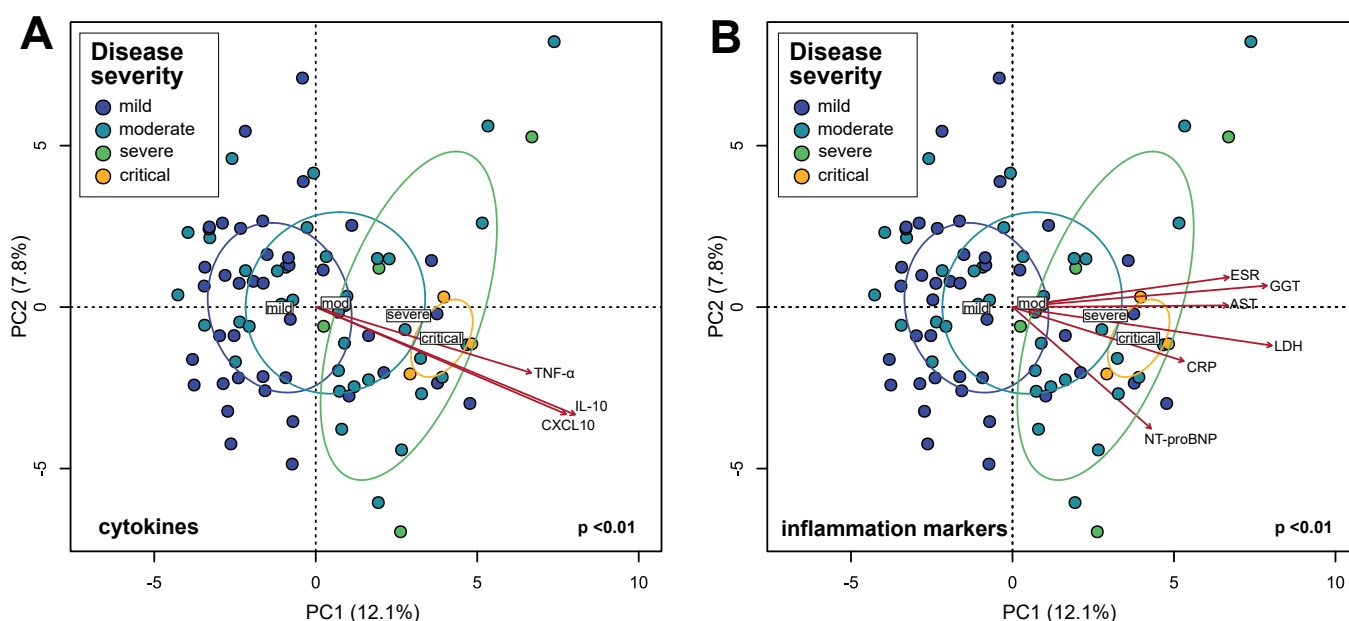 A
Disease
severity
mild
moderate
severe
critical
5
0
-5
PC2 (7.8%)
mild
mod
severe
critical
TNF-α
IL-10
CXCL10
cytokines
p <0.01
-5
0
5
10
PC1 (12.1%)
B
Disease
severity
mild
moderate
severe
critical
5
0
-5
PC2 (7.8%)
mild
mod
severe
critical
ESR
GGT
AST
LDH
CRP
NT-proBNP
inflammation markers
p <0.01
-5
0
5
10
PC1 (12.1%)